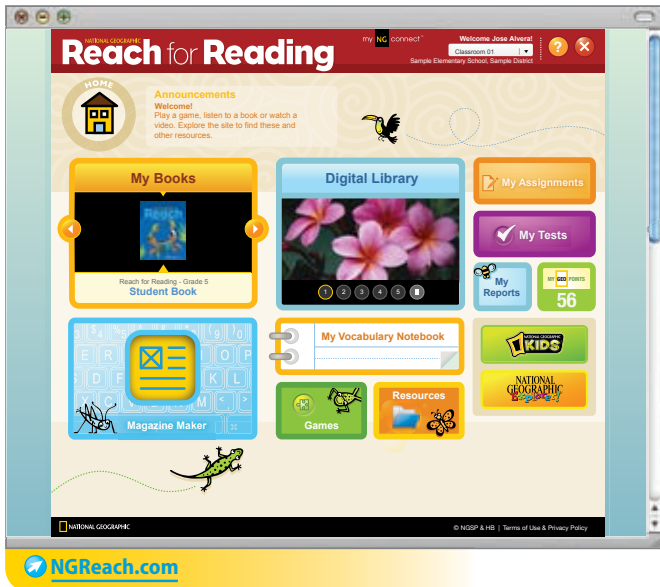 NATIONAL GEOGRAPHIC
Reach for Reading
my NG connect™
Welcome Jose Alvera!
Classroom 01
Sample Elementary School, Sample District
?
HOME
Announcements
Welcome!
Play a game, listen to a book or watch a
video. Explore the site to find these and
other resources.
My Books
Reach
Reach for Reading - Grade 5
Student Book
Digital Library
1 2 3 4 5
My Assignments
My Tests
My
Reports
MY GEO POINTS
56
Magazine Maker
My Vocabulary Notebook
Games
Resources
NATIONAL GEOGRAPHIC
KIDS
NATIONAL
GEOGRAPHIC
Explorer!
NATIONAL GEOGRAPHIC
© NGSP & HB | Terms of Use & Privacy Policy
NGReach.com